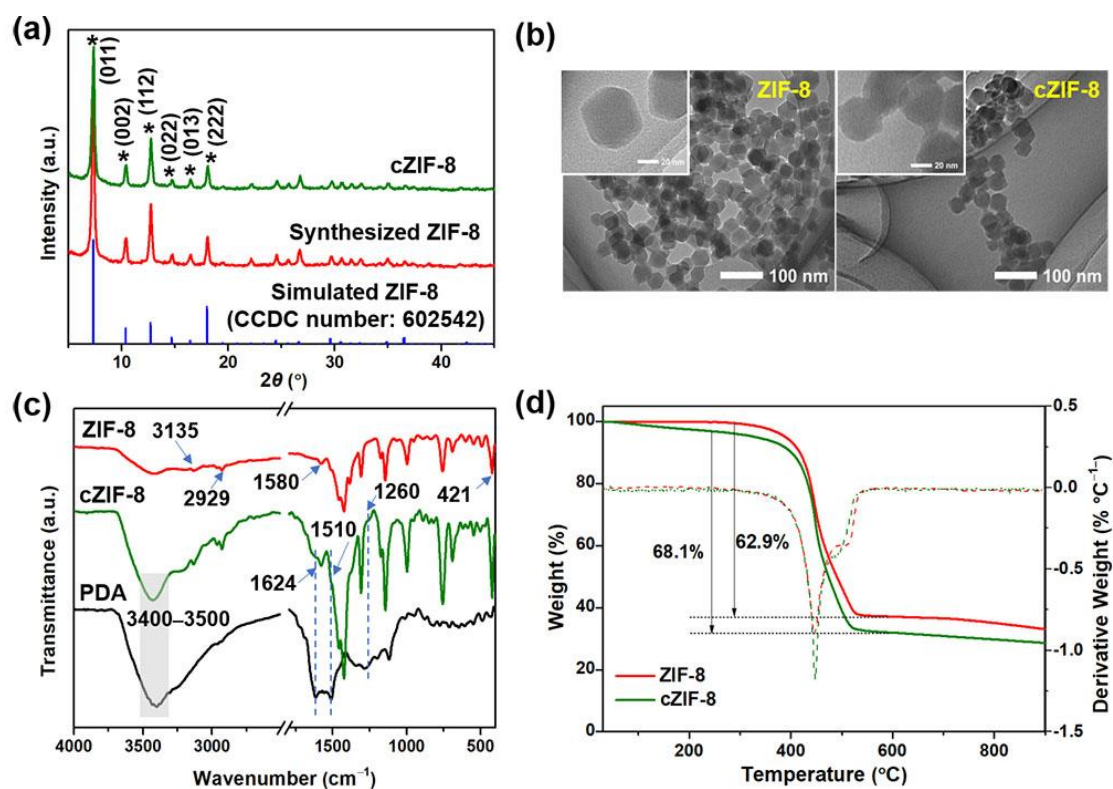 (a)
*
(011)
* (002)
* (112)
* (022)
* (013)
* (222)
cZIF-8
Synthesized ZIF-8
Simulated ZIF-8
(CCDC number: 602542)
Intensity (a.u.)
10 20 30 40
2θ (°)
(b)
ZIF-8
20 nm
100 nm
cZIF-8
20 nm
100 nm
(c)
ZIF-8
3135
2929
1580
1260
421
cZIF-8
1510
1624
PDA
3400–3500
Transmittance (a.u.)
4000 3500 3000 1500 1000 500
Wavenumber (cm⁻¹)
(d)
100
80
60
40
20
0
Weight (%)
68.1%
62.9%
ZIF-8
cZIF-8
200 400 600 800
Temperature (°C)
0.5
0.0
-0.5
-1.0
-1.5
Derivative Weight (% °C⁻¹)